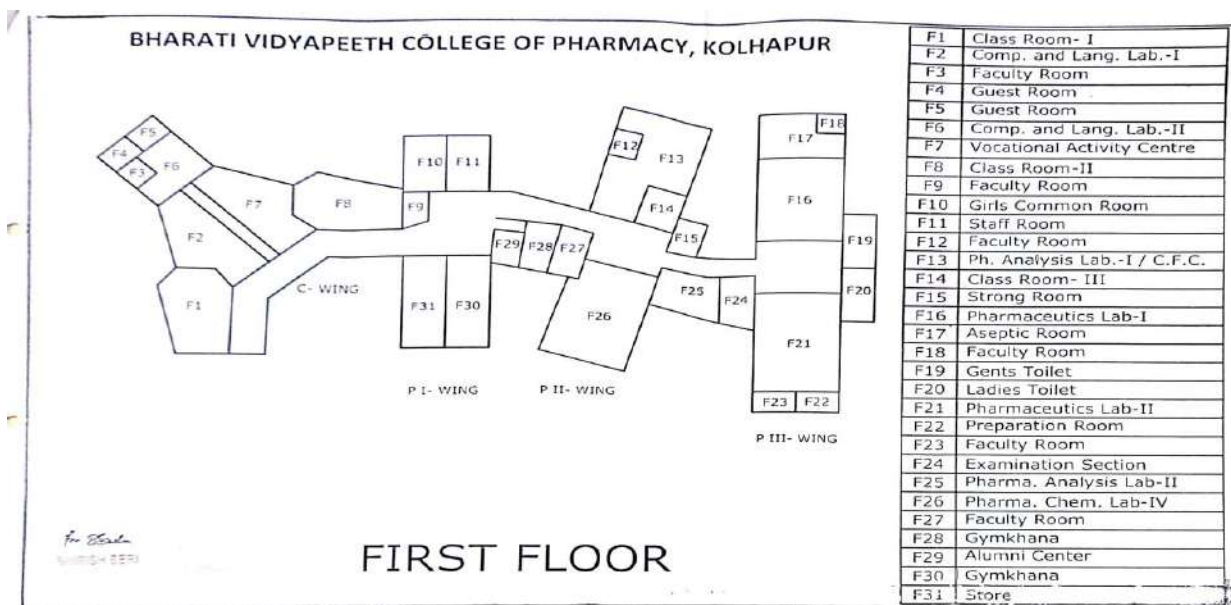 BHARATI VIDYAPEETH COLLEGE OF PHARMACY, KOLHAPUR
F5
F4
F3
F6
F7
F2
F1
F8
F9
F10
F11
F12
F13
F14
F15
F16
F17
F18
F19
F20
F21
F23
F22
F24
F25
F26
F27
F28
F29
F30
F31
C- WING
P I- WING
P II- WING
P III- WING
FIRST FLOOR
F1 Class Room- I
F2 Comp. and Lang. Lab.-I
F3 Faculty Room
F4 Guest Room
F5 Guest Room
F6 Comp. and Lang. Lab.-II
F7 Vocational Activity Centre
F8 Class Room-II
F9 Faculty Room
F10 Girls Common Room
F11 Staff Room
F12 Faculty Room
F13 Ph. Analysis Lab.-I / C.F.C.
F14 Class Room- III
F15 Strong Room
F16 Pharmaceutics Lab-I
F17 Aseptic Room
F18 Faculty Room
F19 Gents Toilet
F20 Ladies Toilet
F21 Pharmaceutics Lab-II
F22 Preparation Room
F23 Faculty Room
F24 Examination Section
F25 Pharma. Analysis Lab-II
F26 Pharma. Chem. Lab-IV
F27 Faculty Room
F28 Gymkhana
F29 Alumni Center
F30 Gymkhana
F31 Store